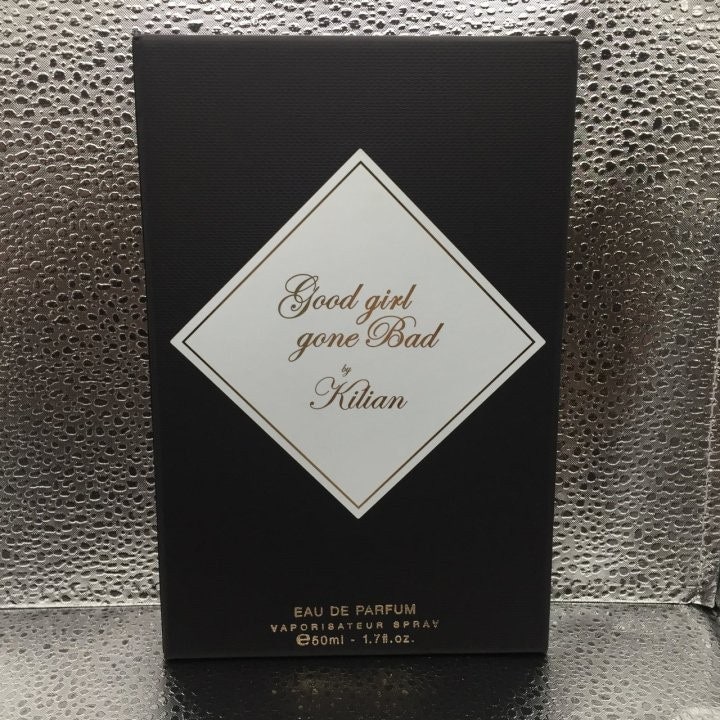 Good girl
gone Bad
by
Kilian
EAU DE PARFUM
VAPORISATEUR SPRAY
℮50ml - 1.7fl.oz.